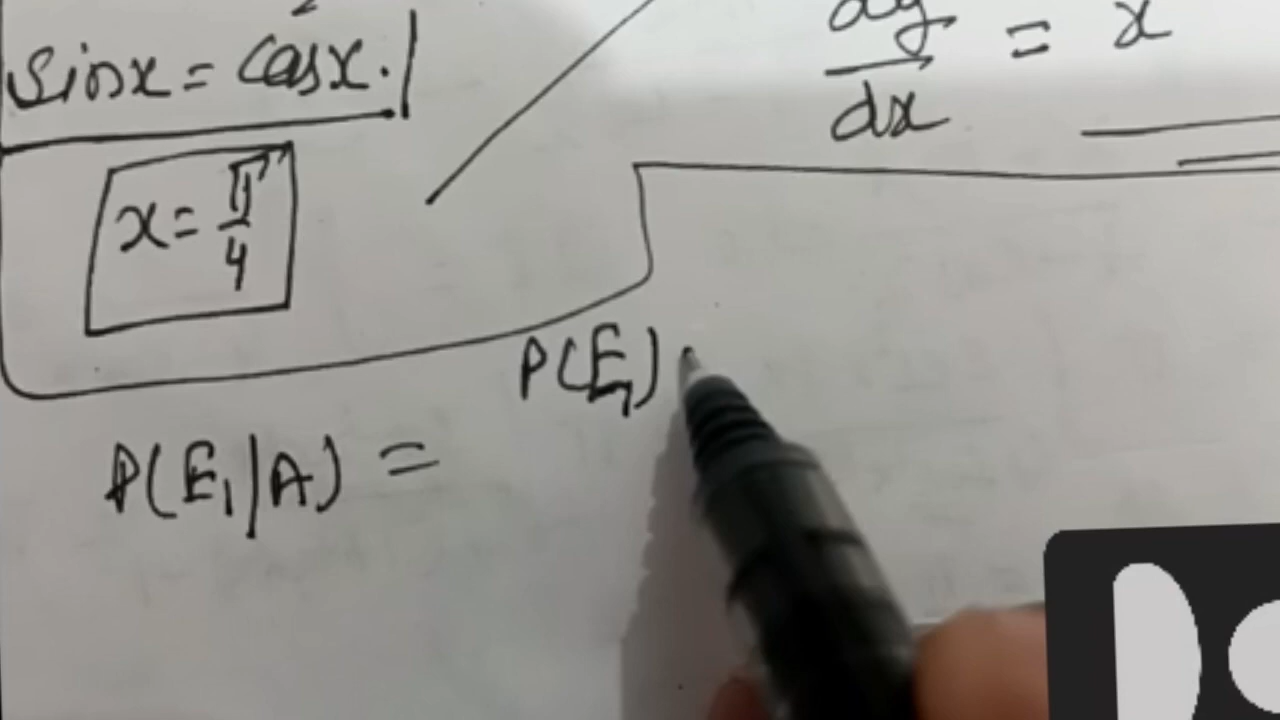 sinx = cosx.
x = π/4
dy/dx = x
P(E₁)
P(E₁|A) =